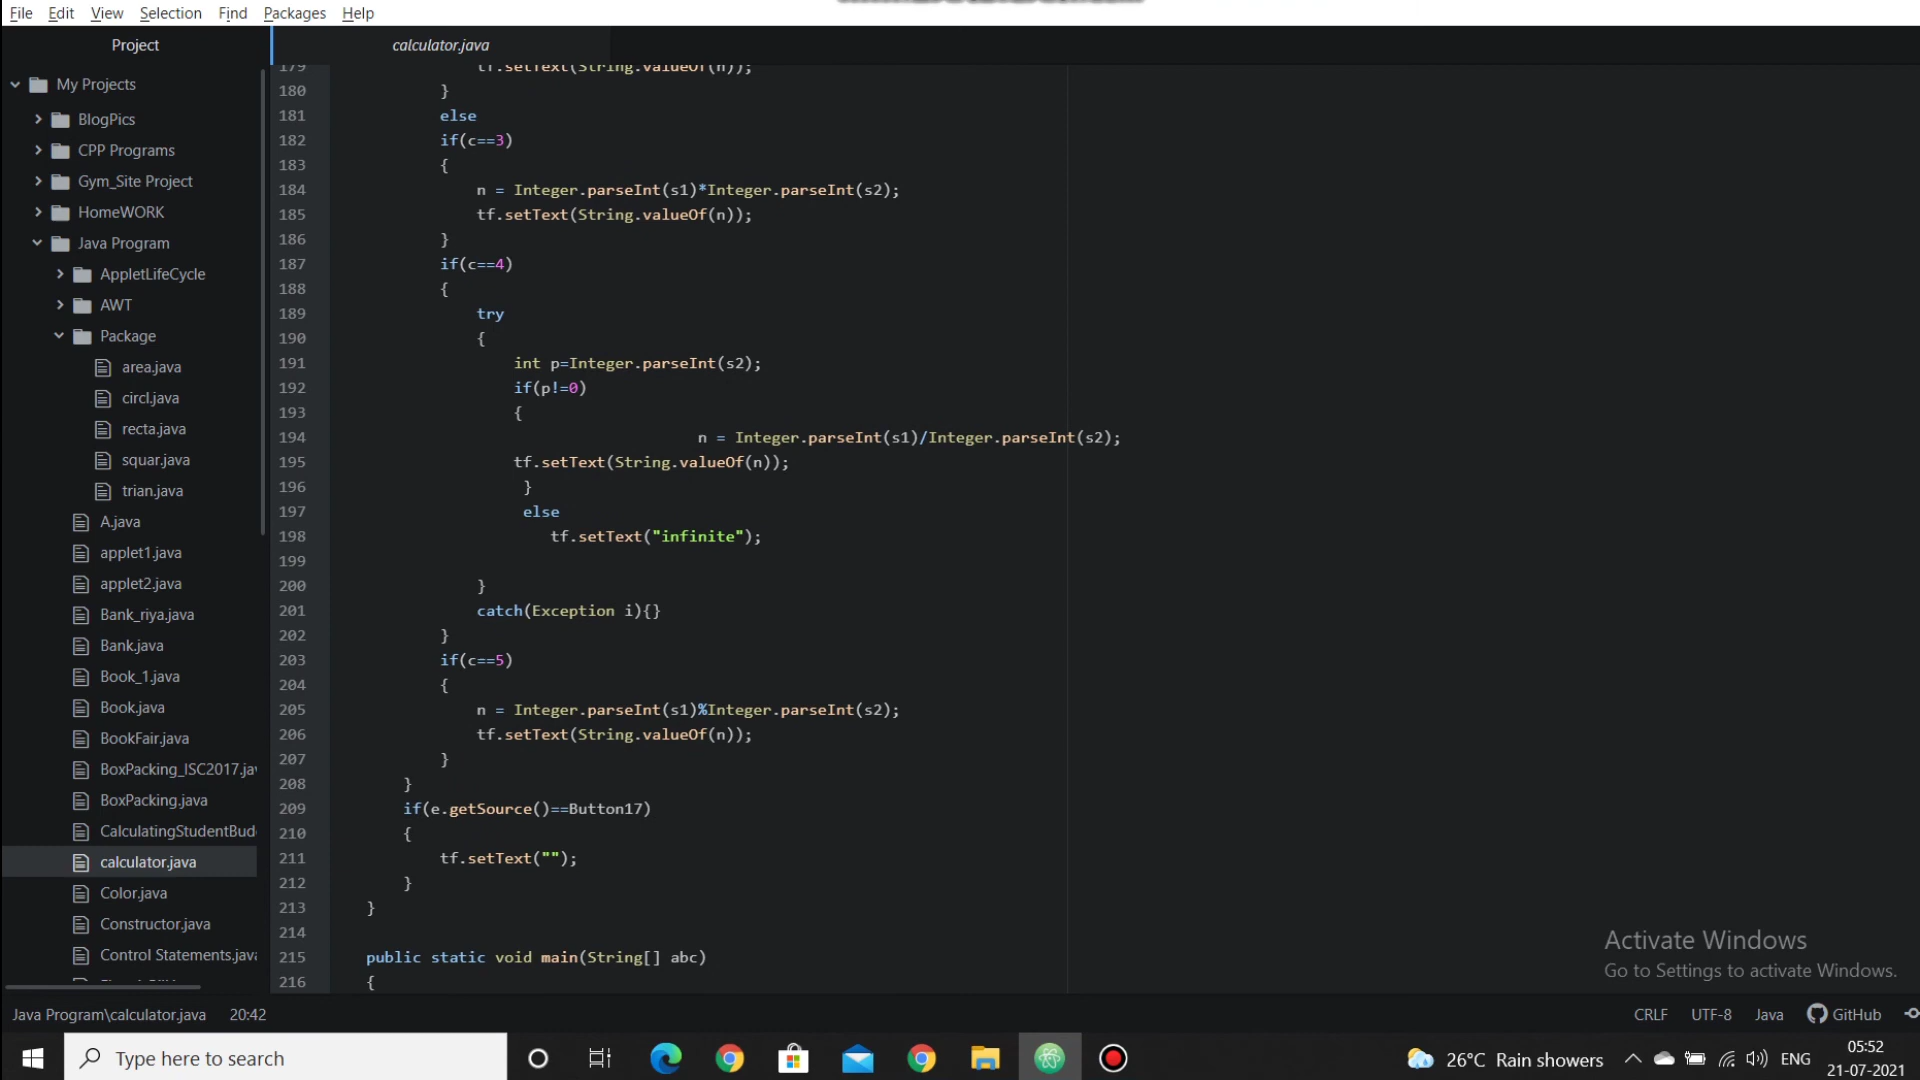 File Edit View Selection Find Packages Help
Project
calculator.java
My Projects
BlogPics
CPP Programs
Gym_Site Project
HomeWORK
Java Program
AppletLifeCycle
AWT
Package
area.java
circl.java
recta.java
squar.java
trian.java
A.java
applet1.java
applet2.java
Bank_riya.java
Bank.java
Book_1.java
Book.java
BookFair.java
BoxPacking_ISC2017.jav
BoxPacking.java
CalculatingStudentBud
calculator.java
Color.java
Constructor.java
Control Statements.java
179 tf.setText(String.valueOf(n));
180 }
181 else
182 if(c==3)
183 {
184 n = Integer.parseInt(s1)*Integer.parseInt(s2);
185 tf.setText(String.valueOf(n));
186 }
187 if(c==4)
188 {
189 try
190 {
191 int p=Integer.parseInt(s2);
192 if(p!=0)
193 {
194 n = Integer.parseInt(s1)/Integer.parseInt(s2);
195 tf.setText(String.valueOf(n));
196 }
197 else
198 tf.setText("infinite");
199
200 }
201 catch(Exception i){}
202 }
203 if(c==5)
204 {
205 n = Integer.parseInt(s1)%Integer.parseInt(s2);
206 tf.setText(String.valueOf(n));
207 }
208 }
209 if(e.getSource()==Button17)
210 {
211 tf.setText("");
212 }
213 }
214
215 public static void main(String[] abc)
216 {
Activate Windows
Go to Settings to activate Windows.
Java Program\calculator.java 20:42 CRLF UTF-8 Java GitHub
Type here to search
26°C Rain showers ENG
05:52
21-07-2021